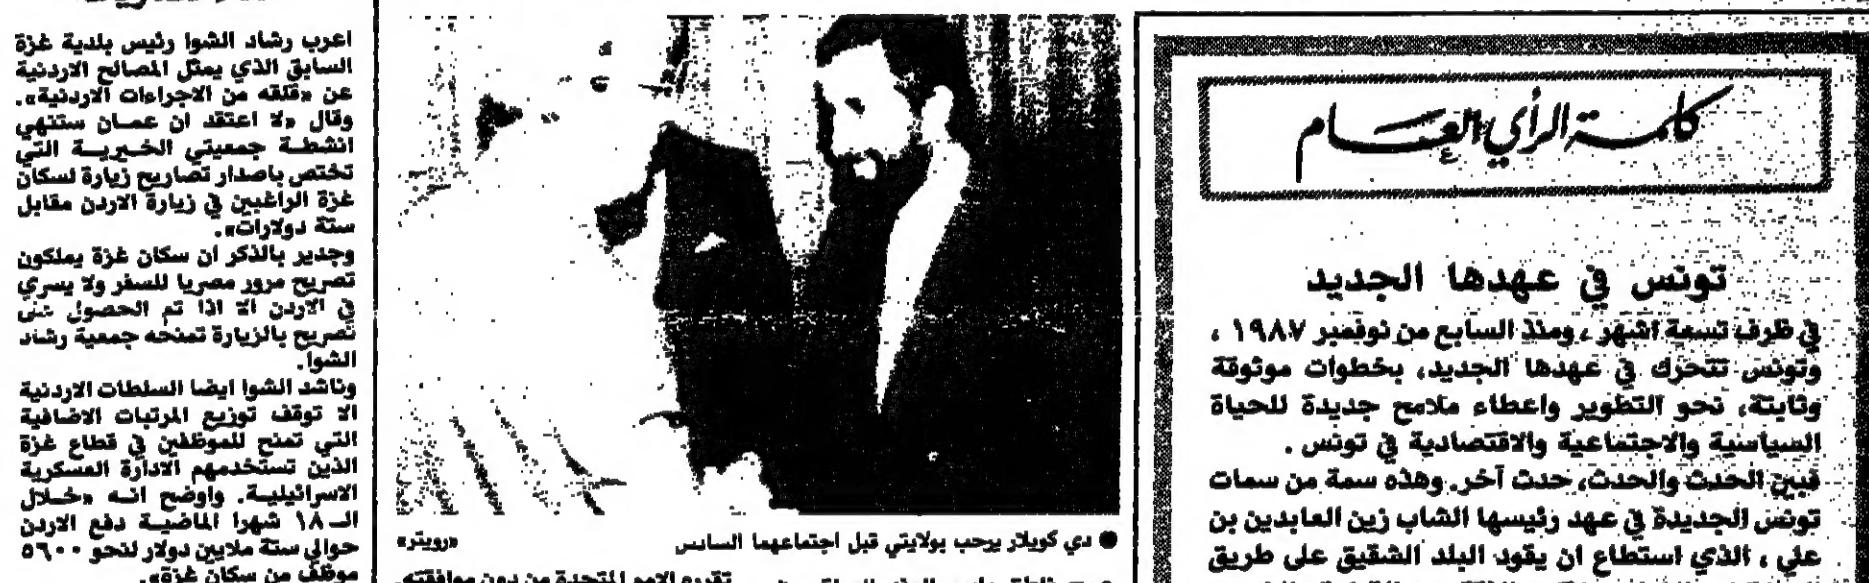 كلمة الرأي العام
تونس في عهدها الجديد
في ظرف تسعة اشهر ، ومنذ السابع من نوفمبر ١٩٨٧ ،
وتونس تتحرك في عهدها الجديد، بخطوات موثوقة
وثابتة، نحو التطوير واعطاء ملامح جديدة للحياة
السياسية والاجتماعية والاقتصادية في تونس .
فبين الحدث والحدث، حدث آخر. وهذه سمة من سمات
تونس الجديدة في عهد رئيسها الشاب زين العابدين بن
علي ، الذي استطاع ان يقود البلد الشقيق على طريق
● دي كويلار يرحب بولايتي قبل اجتماعهما السادس «رويتر»
تقرره الامم المتحدة من دون موافقته.
اعرب رشاد الشوا رئيس بلدية غزة
السابق الذي يمثل المصالح الاردنية
عن «قلقه من الاجراءات الاردنية».
وقال «لا اعتقد ان عمان ستنهي
انشطة جمعيتي الخيرية التي
تختص باصدار تصاريح زيارة لسكان
غزة الراغبين في زيارة الاردن مقابل
ستة دولارات».
وجدير بالذكر ان سكان غزة يملكون
تصريح مرور مصريا للسفر ولا يسري
في الاردن الا اذا تم الحصول على
تصريح بالزيارة تمنحه جمعية رشاد
الشوا.
وناشد الشوا ايضا السلطات الاردنية
الا توقف توزيع المرتبات الاضافية
التي تمنح للموظفين في قطاع غزة
الذين تستخدمهم الادارة العسكرية
الاسرائيلية. واوضح انه «خلال
الـ ١٨ شهرا الماضية دفع الاردن
حوالي ستة ملايين دولار لنحو ٥٦٠٠
موظف من سكان غزة».